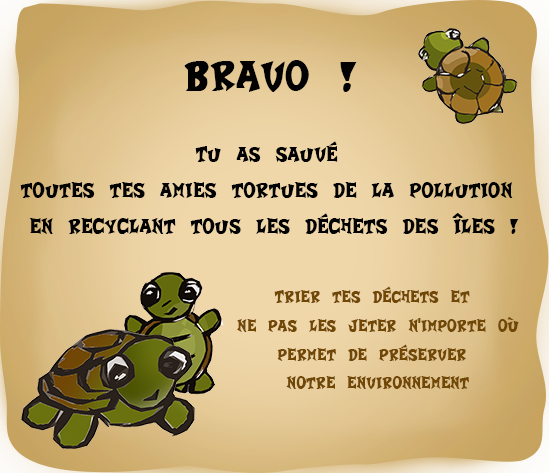 BRAVO !
TU AS SAUVÉ
TOUTES TES AMIES TORTUES DE LA POLLUTION
EN RECYCLANT TOUS LES DÉCHETS DES ÎLES !
TRIER TES DÉCHETS ET
NE PAS LES JETER N'IMPORTE OÙ
PERMET DE PRÉSERVER
NOTRE ENVIRONNEMENT